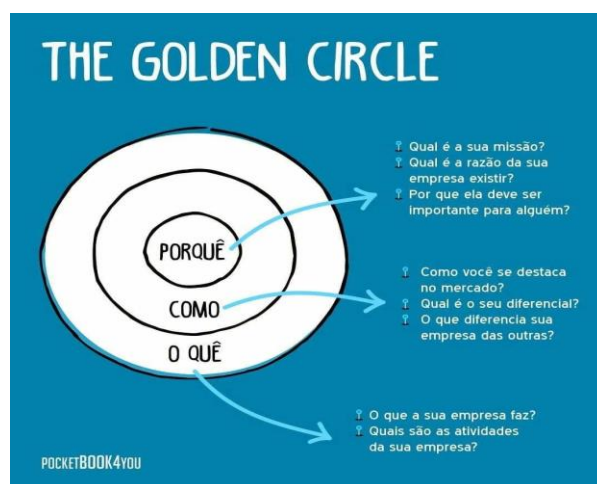 THE GOLDEN CIRCLE
Qual é a sua missão?
Qual é a razão da sua
empresa existir?
Por que ela deve ser
importante para alguém?
PORQUÊ
COMO
O QUÊ
Como você se destaca
no mercado?
Qual é o seu diferencial?
O que diferencia sua
empresa das outras?
O que a sua empresa faz?
Quais são as atividades
da sua empresa?
POCKETBOOK4YOU